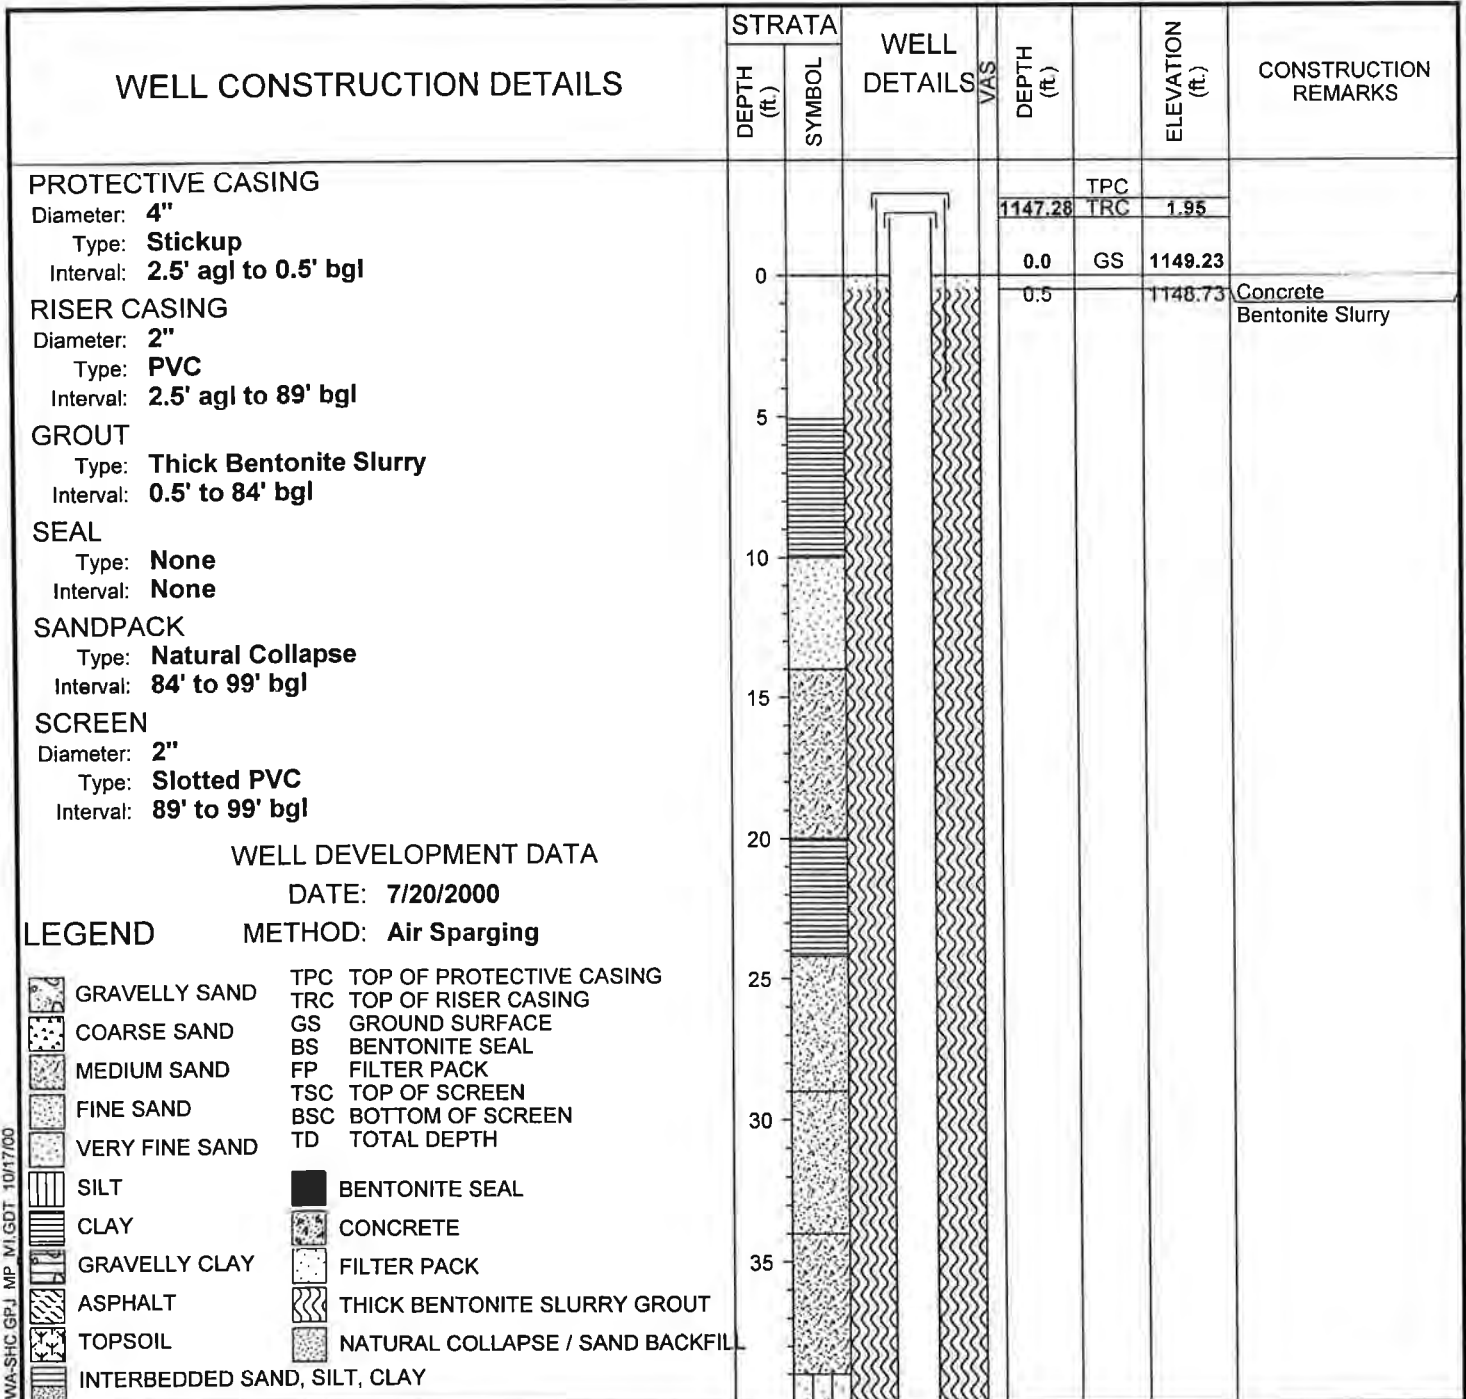 WELL CONSTRUCTION DETAILS
STRATA
DEPTH (ft.)
SYMBOL
WELL DETAILS
VAS
DEPTH (ft.)
ELEVATION (ft.)
CONSTRUCTION REMARKS
PROTECTIVE CASING
Diameter: 4"
Type: Stickup
Interval: 2.5' agl to 0.5' bgl
RISER CASING
Diameter: 2"
Type: PVC
Interval: 2.5' agl to 89' bgl
GROUT
Type: Thick Bentonite Slurry
Interval: 0.5' to 84' bgl
SEAL
Type: None
Interval: None
SANDPACK
Type: Natural Collapse
Interval: 84' to 99' bgl
SCREEN
Diameter: 2"
Type: Slotted PVC
Interval: 89' to 99' bgl
WELL DEVELOPMENT DATA
DATE: 7/20/2000
METHOD: Air Sparging
LEGEND
GRAVELLY SAND
COARSE SAND
MEDIUM SAND
FINE SAND
VERY FINE SAND
SILT
CLAY
GRAVELLY CLAY
ASPHALT
TOPSOIL
INTERBEDDED SAND, SILT, CLAY
TPC TOP OF PROTECTIVE CASING
TRC TOP OF RISER CASING
GS GROUND SURFACE
BS BENTONITE SEAL
FP FILTER PACK
TSC TOP OF SCREEN
BSC BOTTOM OF SCREEN
TD TOTAL DEPTH
BENTONITE SEAL
CONCRETE
FILTER PACK
THICK BENTONITE SLURRY GROUT
NATURAL COLLAPSE / SAND BACKFILL
0
5
10
15
20
25
30
35
TPC
1147.28 TRC 1.95
0.0 GS 1149.23
0.5 1148.73 Concrete
Bentonite Slurry
WA-SHC.GPJ MP_MI.GDT 10/17/00